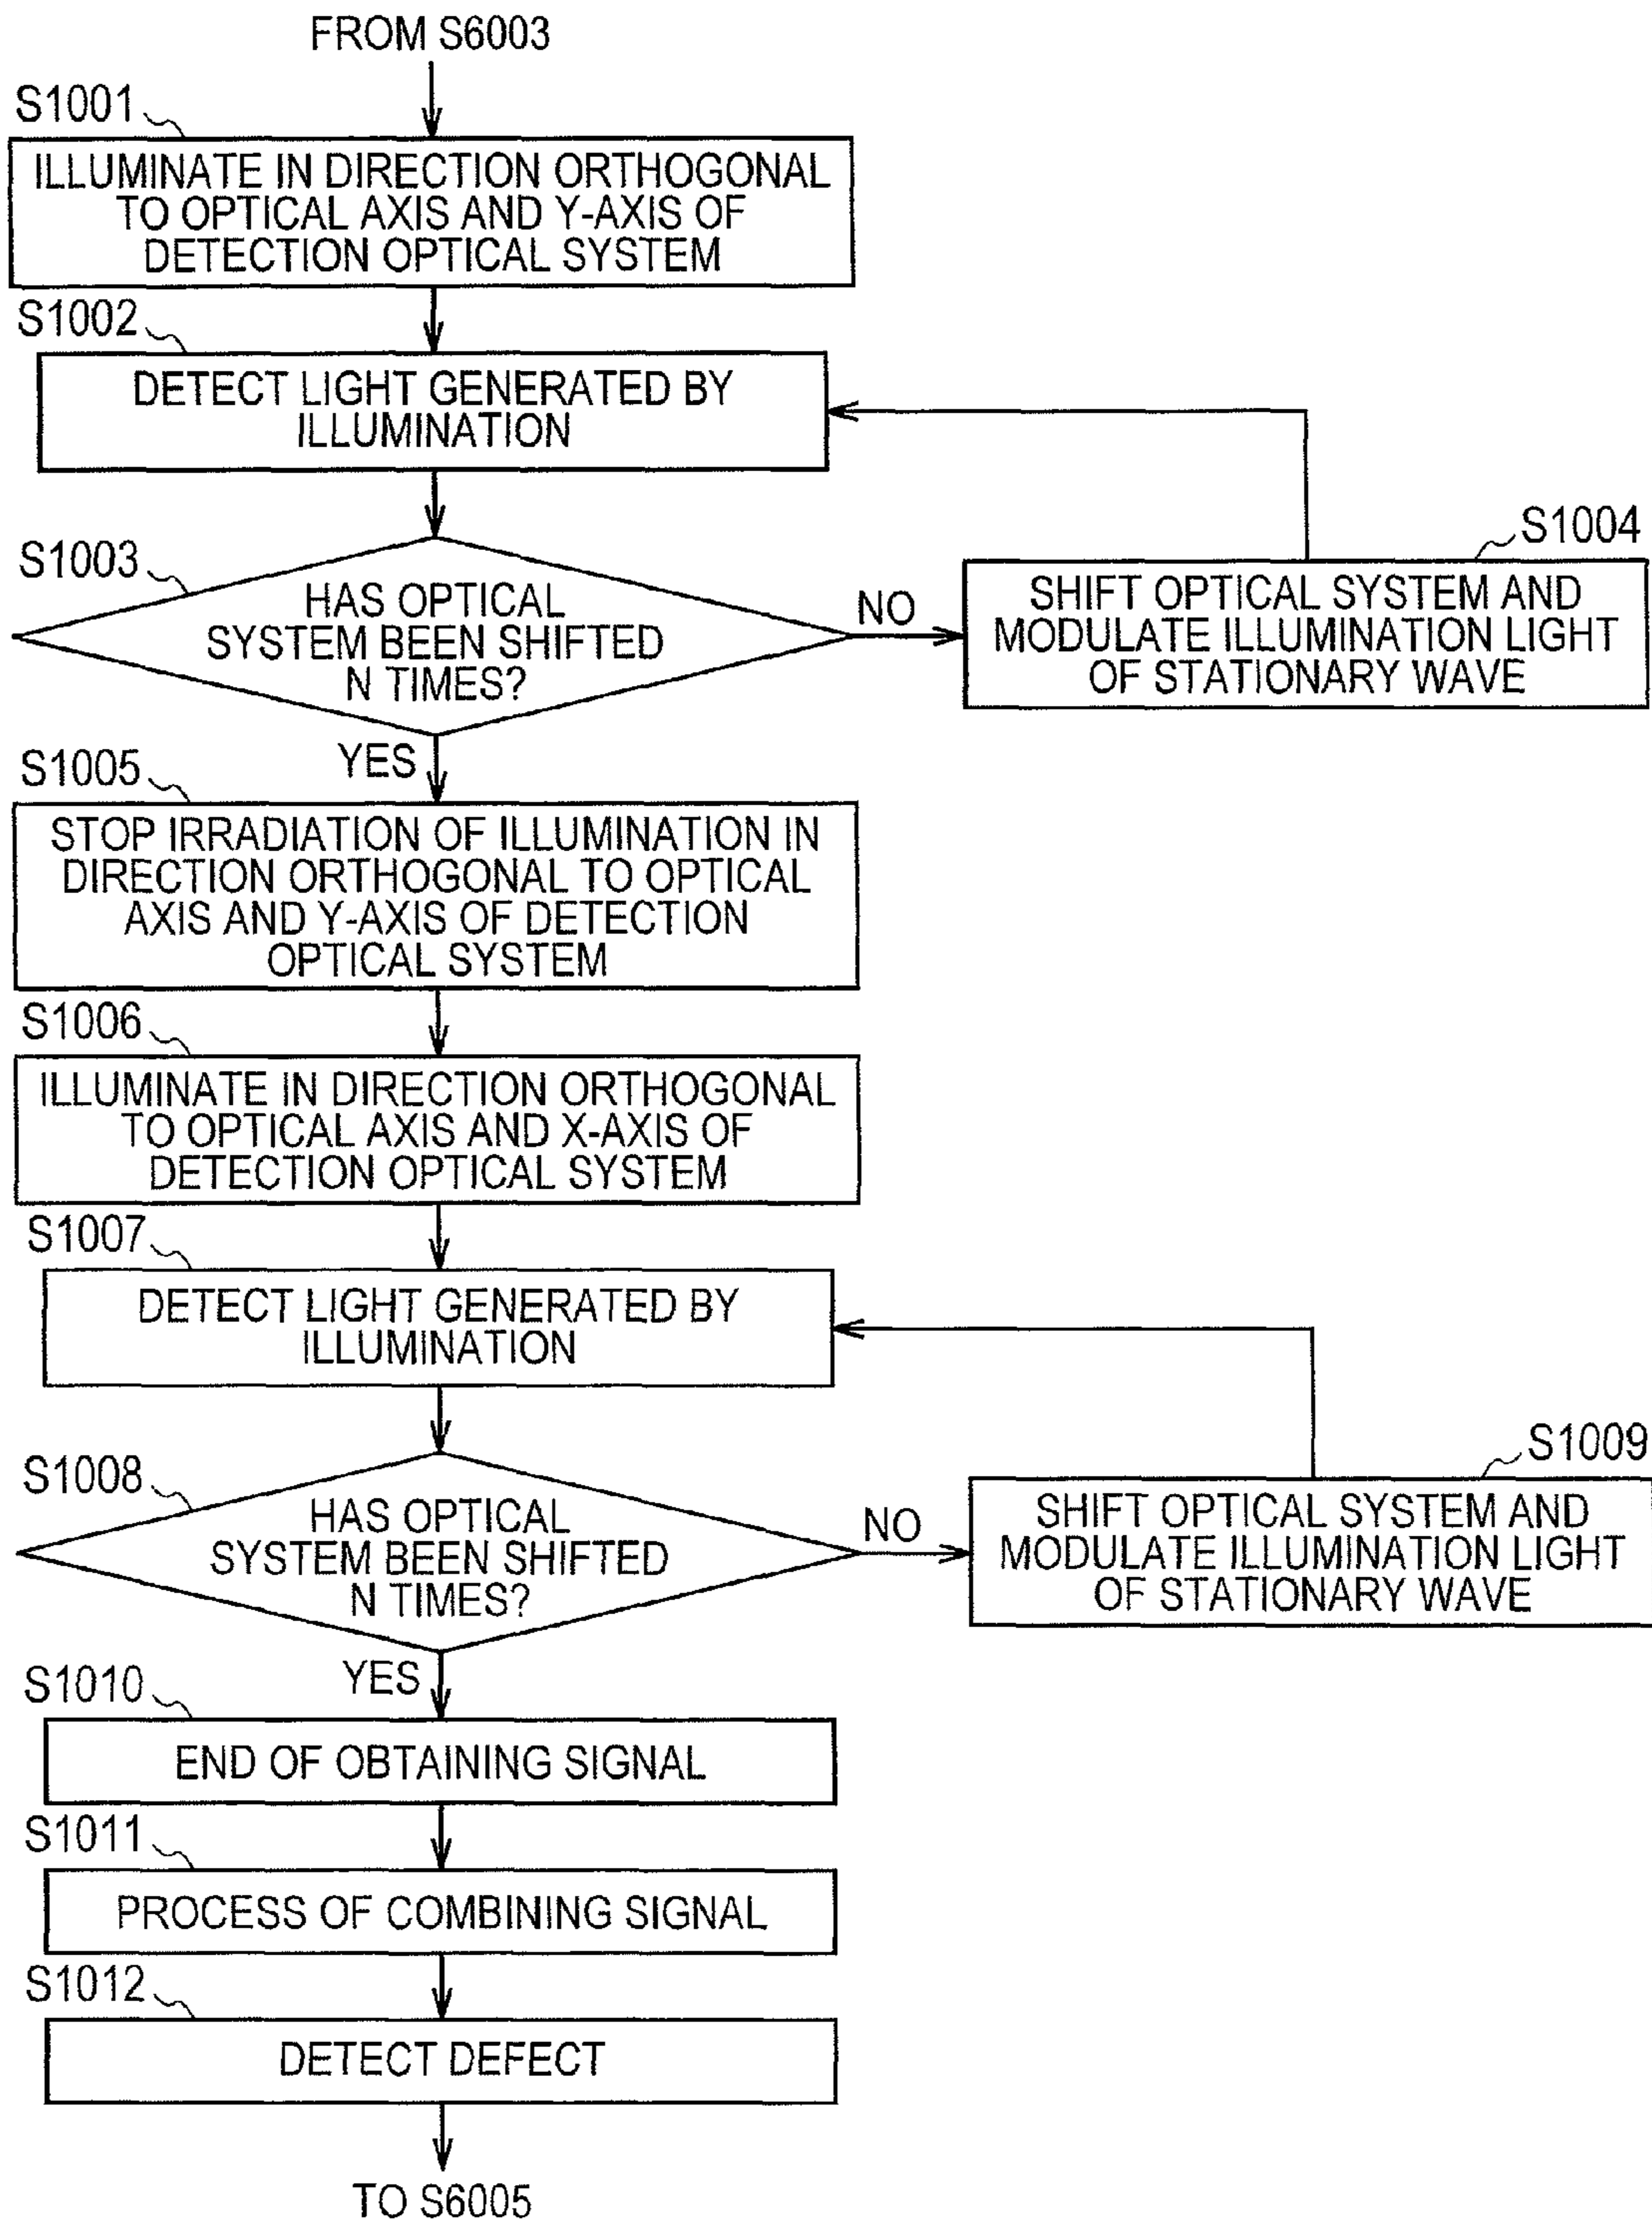 FROM S6003
S1001
ILLUMINATE IN DIRECTION ORTHOGONAL
TO OPTICAL AXIS AND Y-AXIS OF
DETECTION OPTICAL SYSTEM
S1002
DETECT LIGHT GENERATED BY
ILLUMINATION
S1003
HAS OPTICAL
SYSTEM BEEN SHIFTED
N TIMES?
NO
S1004
SHIFT OPTICAL SYSTEM AND
MODULATE ILLUMINATION LIGHT
OF STATIONARY WAVE
YES
S1005
STOP IRRADIATION OF ILLUMINATION IN
DIRECTION ORTHOGONAL TO OPTICAL
AXIS AND Y-AXIS OF DETECTION
OPTICAL SYSTEM
S1006
ILLUMINATE IN DIRECTION ORTHOGONAL
TO OPTICAL AXIS AND X-AXIS OF
DETECTION OPTICAL SYSTEM
S1007
DETECT LIGHT GENERATED BY
ILLUMINATION
S1008
HAS OPTICAL
SYSTEM BEEN SHIFTED
N TIMES?
NO
S1009
SHIFT OPTICAL SYSTEM AND
MODULATE ILLUMINATION LIGHT
OF STATIONARY WAVE
YES
S1010
END OF OBTAINING SIGNAL
S1011
PROCESS OF COMBINING SIGNAL
S1012
DETECT DEFECT
TO S6005